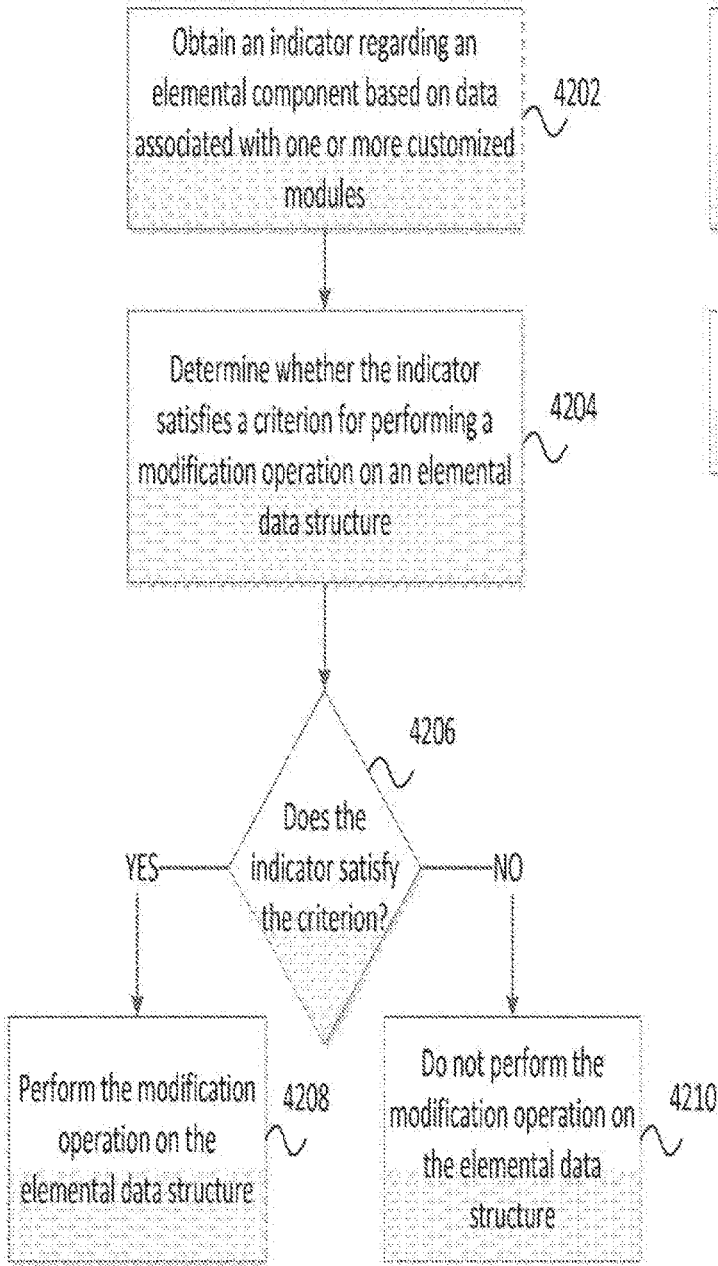 Obtain an indicator regarding an
elemental component based on data
associated with one or more customized
modules
4202
Determine whether the indicator
satisfies a criterion for performing a
modification operation on an elemental
data structure
4204
4206
Does the
indicator satisfy
the criterion?
YES
NO
Perform the modification
operation on the
elemental data structure
4208
Do not perform the
modification operation on
the elemental data
structure
4210